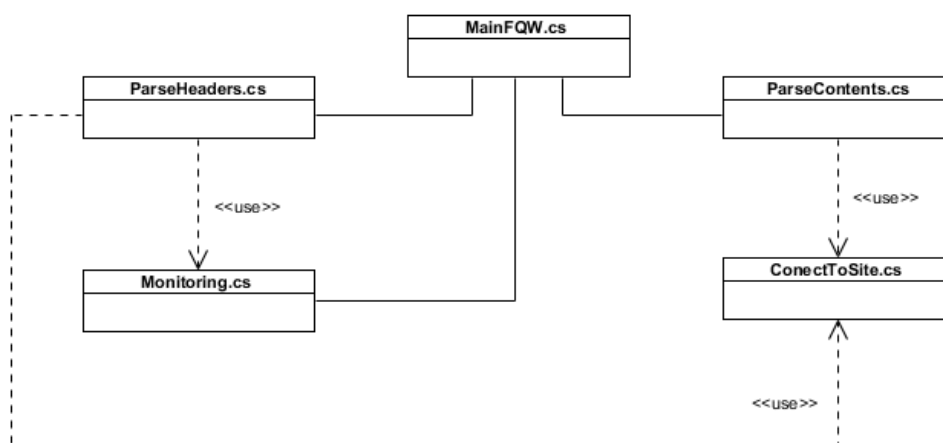 MainFQW.cs
ParseHeaders.cs
ParseContents.cs
<<use>>
<<use>>
Monitoring.cs
ConectToSite.cs
<<use>>